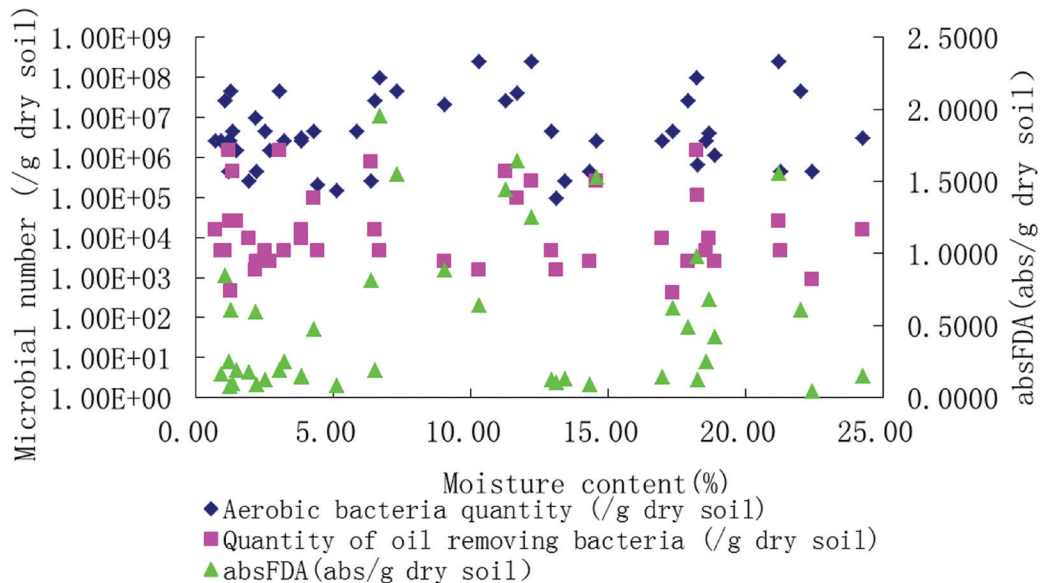 1.00E+09
1.00E+08
1.00E+07
1.00E+06
1.00E+05
1.00E+04
1.00E+03
1.00E+02
1.00E+01
1.00E+00
Microbial number (/g dry soil)
2.5000
2.0000
1.5000
1.0000
0.5000
0.0000
absFDA(abs/g dry soil)
0.00 5.00 10.00 15.00 20.00 25.00
Moisture content(%)
Aerobic bacteria quantity (/g dry soil)
Quantity of oil removing bacteria (/g dry soil)
absFDA(abs/g dry soil)